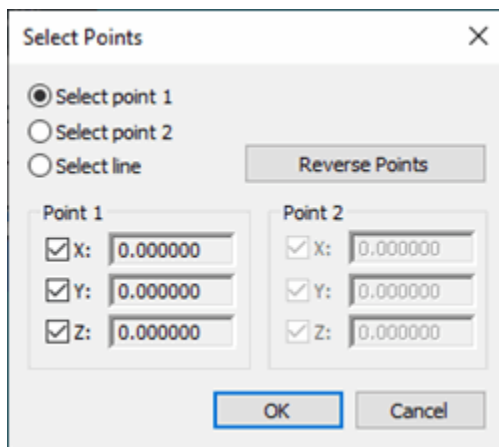 Select Points
Select point 1
Select point 2
Select line
Reverse Points
Point 1
Point 2
X: 0.000000
X: 0.000000
Y: 0.000000
Y: 0.000000
Z: 0.000000
Z: 0.000000
OK
Cancel